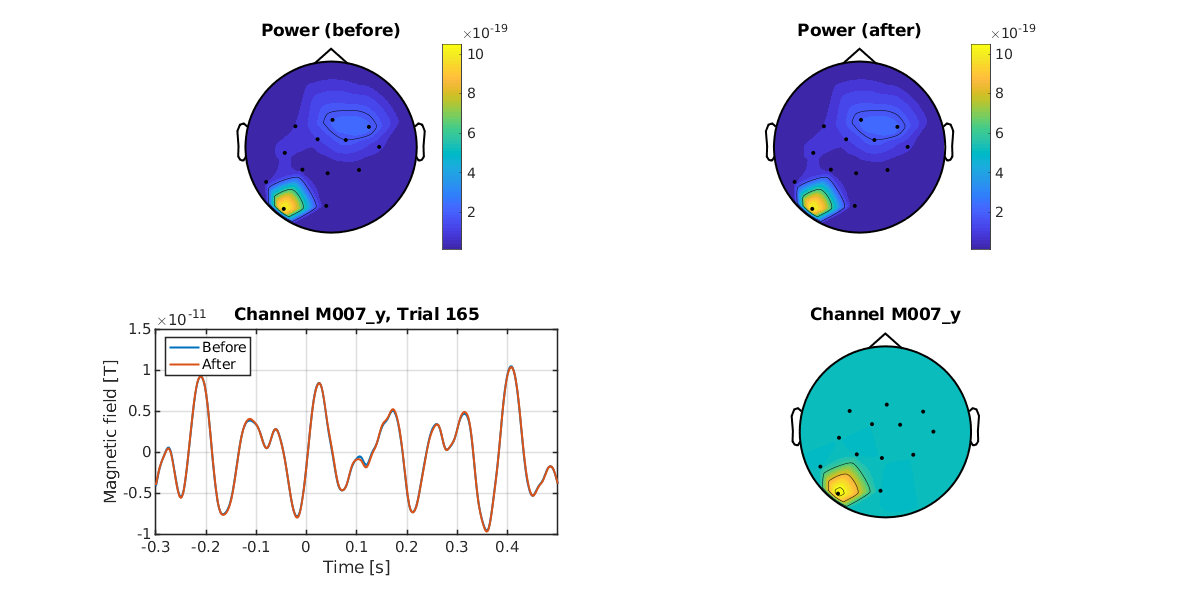 Power (before)
×10-19
10
8
6
4
2
Power (after)
×10-19
10
8
6
4
2
Channel M007_y, Trial 165
×10-11
1.5
1
0.5
0
-0.5
-1
Before
After
Magnetic field [T]
-0.3 -0.2 -0.1 0 0.1 0.2 0.3 0.4
Time [s]
Channel M007_y